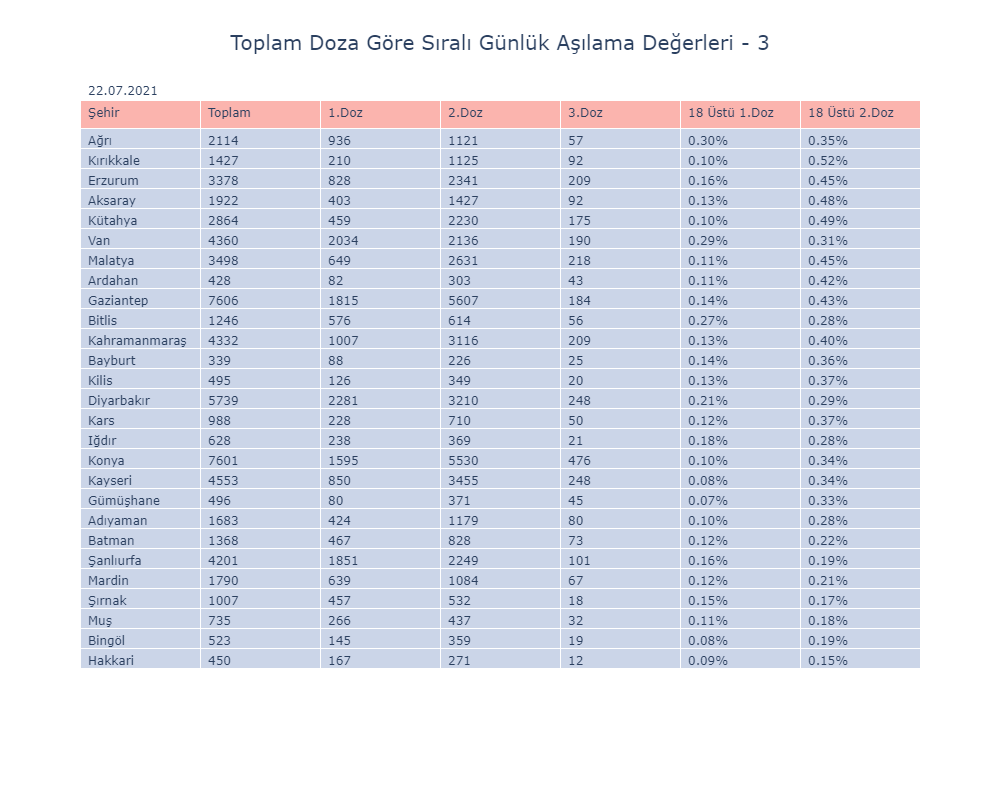 Toplam Doza Göre Sıralı Günlük Aşılama Değerleri - 3
22.07.2021
Şehir Toplam 1.Doz 2.Doz 3.Doz 18 Üstü 1.Doz 18 Üstü 2.Doz
Ağrı 2114 936 1121 57 0.30% 0.35%
Kırıkkale 1427 210 1125 92 0.10% 0.52%
Erzurum 3378 828 2341 209 0.16% 0.45%
Aksaray 1922 403 1427 92 0.13% 0.48%
Kütahya 2864 459 2230 175 0.10% 0.49%
Van 4360 2034 2136 190 0.29% 0.31%
Malatya 3498 649 2631 218 0.11% 0.45%
Ardahan 428 82 303 43 0.11% 0.42%
Gaziantep 7606 1815 5607 184 0.14% 0.43%
Bitlis 1246 576 614 56 0.27% 0.28%
Kahramanmaraş 4332 1007 3116 209 0.13% 0.40%
Bayburt 339 88 226 25 0.14% 0.36%
Kilis 495 126 349 20 0.13% 0.37%
Diyarbakır 5739 2281 3210 248 0.21% 0.29%
Kars 988 228 710 50 0.12% 0.37%
Iğdır 628 238 369 21 0.18% 0.28%
Konya 7601 1595 5530 476 0.10% 0.34%
Kayseri 4553 850 3455 248 0.08% 0.34%
Gümüşhane 496 80 371 45 0.07% 0.33%
Adıyaman 1683 424 1179 80 0.10% 0.28%
Batman 1368 467 828 73 0.12% 0.22%
Şanlıurfa 4201 1851 2249 101 0.16% 0.19%
Mardin 1790 639 1084 67 0.12% 0.21%
Şırnak 1007 457 532 18 0.15% 0.17%
Muş 735 266 437 32 0.11% 0.18%
Bingöl 523 145 359 19 0.08% 0.19%
Hakkari 450 167 271 12 0.09% 0.15%